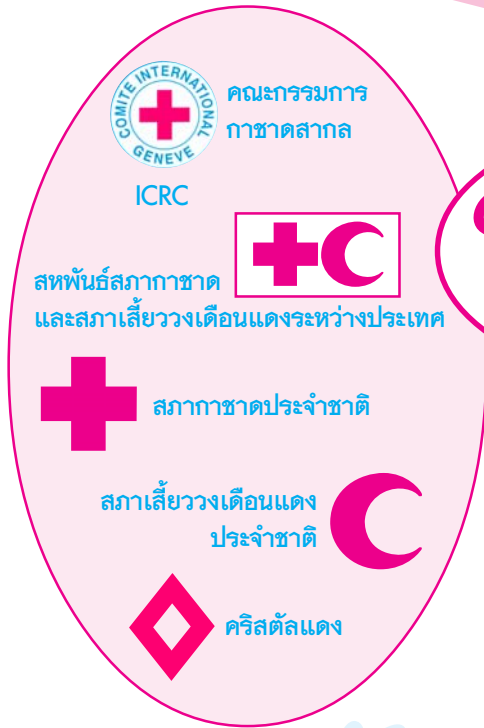 COMITE INTERNATIONAL
GENEVE
คณะกรรมการ
กาชาดสากล
ICRC
สหพันธ์สภากาชาด
และสภาเสี้ยววงเดือนแดงระหว่างประเทศ
สภากาชาดประจำชาติ
สภาเสี้ยววงเดือนแดง
ประจำชาติ
คริสตัลแดง